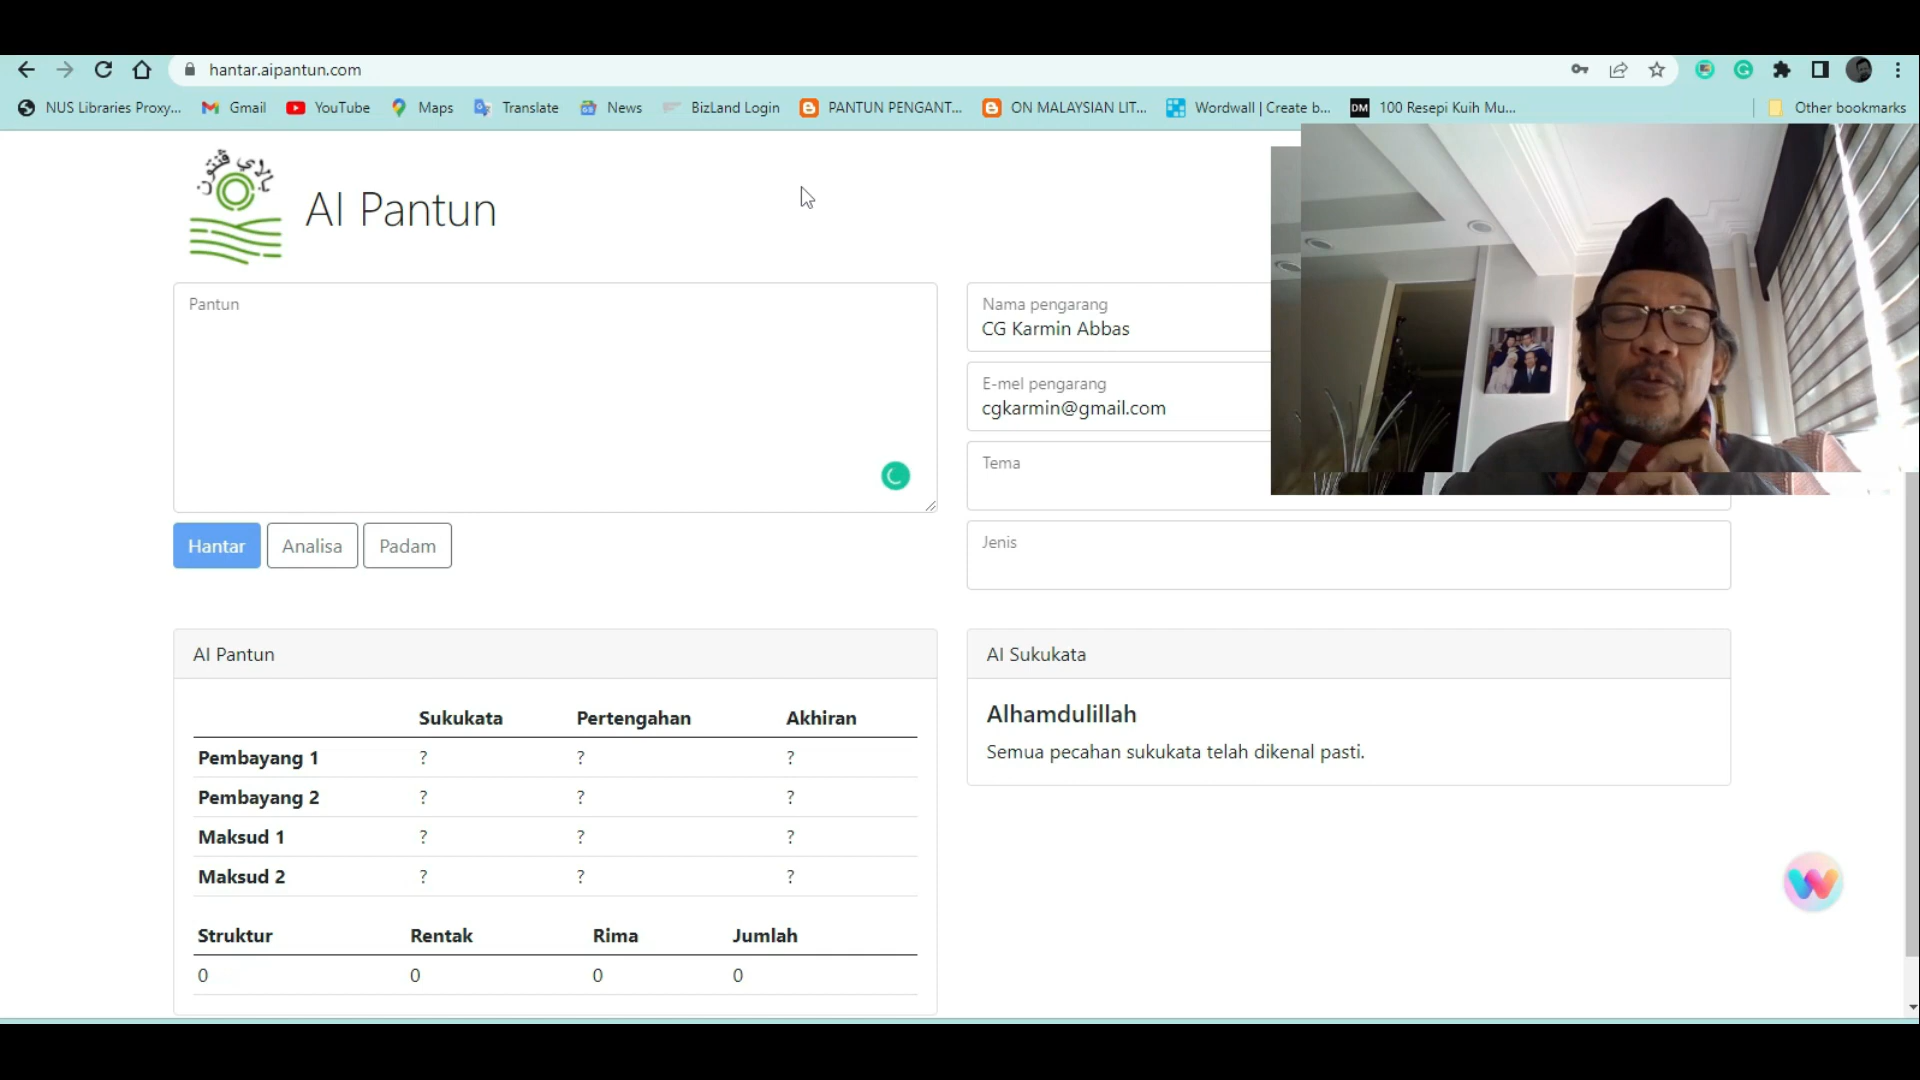 hantar.aipantun.com
NUS Libraries Proxy...
Gmail
YouTube
Maps
Translate
News
BizLand Login
PANTUN PENGANT...
ON MALAYSIAN LIT...
Wordwall | Create b...
DM
100 Resepi Kuih Mu...
Other bookmarks
بالاي ڤنتون
AI Pantun
Pantun
Nama pengarang
CG Karmin Abbas
E-mel pengarang
cgkarmin@gmail.com
Tema
Jenis
Hantar
Analisa
Padam
AI Pantun
Sukukata Pertengahan Akhiran
Pembayang 1 ? ? ?
Pembayang 2 ? ? ?
Maksud 1 ? ? ?
Maksud 2 ? ? ?
Struktur Rentak Rima Jumlah
0 0 0 0
AI Sukukata
Alhamdulillah
Semua pecahan sukukata telah dikenal pasti.